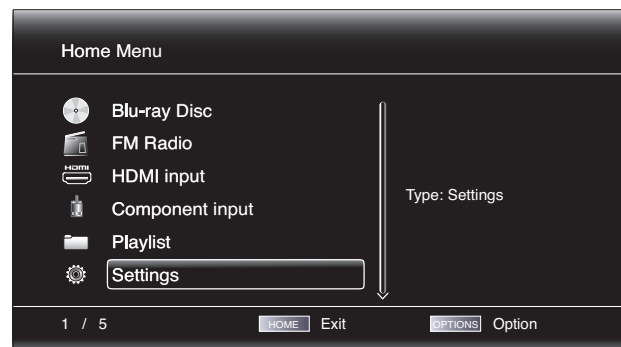 Home Menu
Blu-ray Disc
FM Radio
HDMI
HDMI input
Component input
Playlist
Settings
Type: Settings
1 / 5
HOME Exit
OPTIONS Option